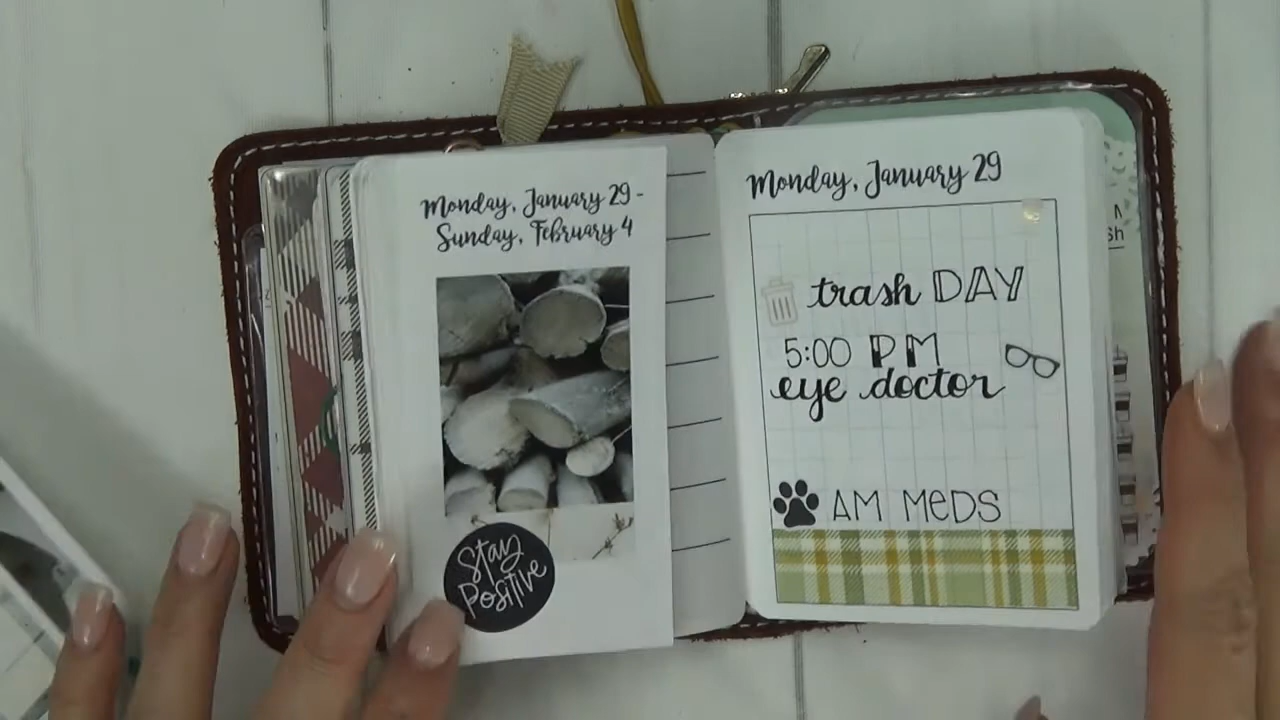 Monday, January 29 -
Sunday, February 4
Stay
Positive
Monday, January 29
trash DAY
5:00 PM
eye doctor
AM MeDS